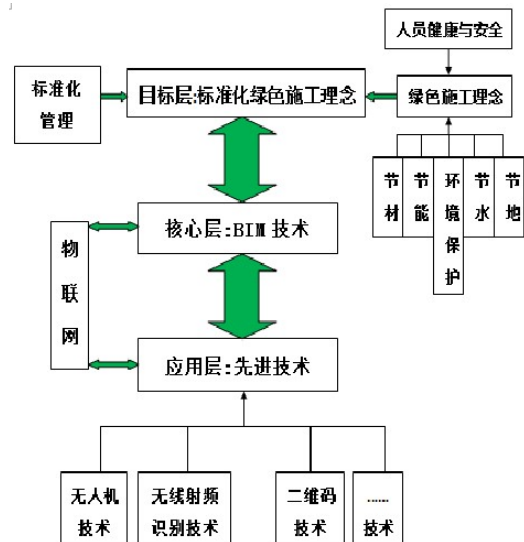 人员健康与安全
标准化
管理
目标层:标准化绿色施工理念
绿色施工理念
节材
节能
环境保护
节水
节地
核心层:BIM 技术
物联网
应用层:先进技术
无人机
技术
无线射频
识别技术
二维码
技术
……
技术